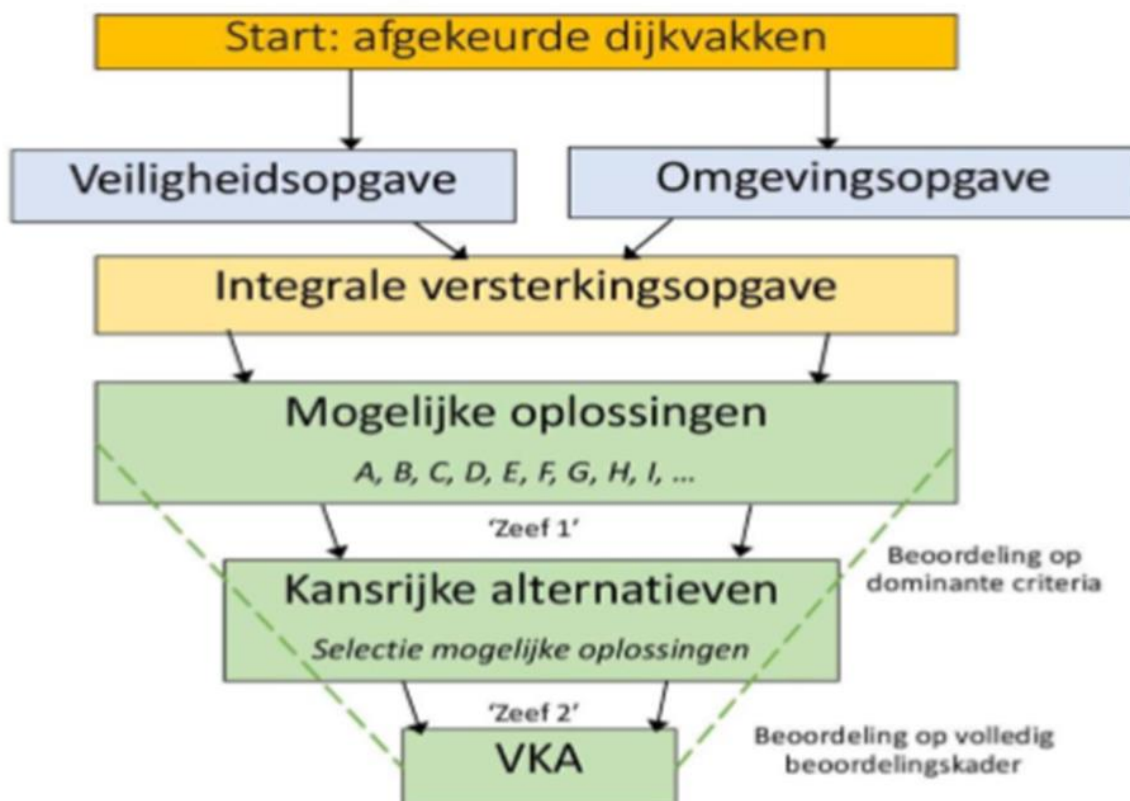 Start: afgekeurde dijkvakken
Veiligheidsopgave
Omgevingsopgave
Integrale versterkingsopgave
Mogelijke oplossingen
A, B, C, D, E, F, G, H, I, ...
'Zeef 1'
Beoordeling op
dominante criteria
Kansrijke alternatieven
Selectie mogelijke oplossingen
'Zeef 2'
Beoordeling op volledig
beoordelingskader
VKA